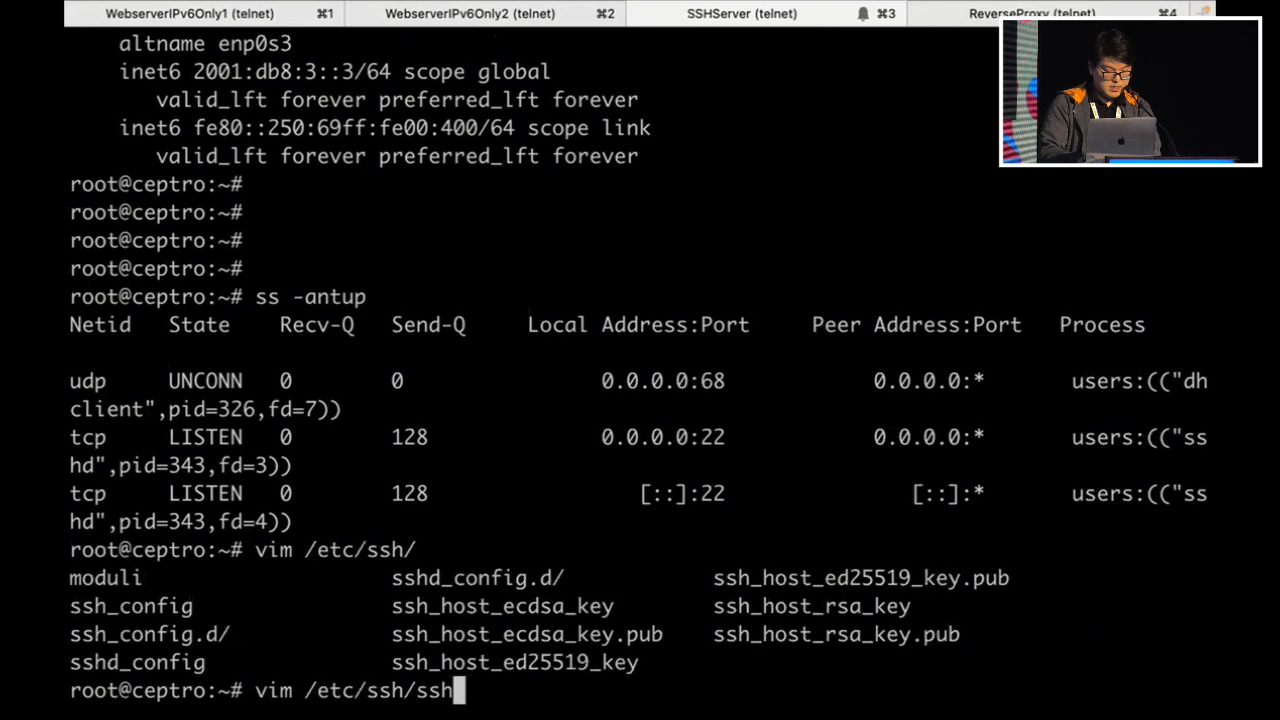 WebserverIPv6Only1 (telnet) ⌘1 WebserverIPv6Only2 (telnet) ⌘2 SSHServer (telnet) ⌘3 ReverseProxy (telnet) ⌘4
altname enp0s3
inet6 2001:db8:3::3/64 scope global
valid_lft forever preferred_lft forever
inet6 fe80::250:69ff:fe00:400/64 scope link
valid_lft forever preferred_lft forever
root@ceptro:~#
root@ceptro:~#
root@ceptro:~#
root@ceptro:~#
root@ceptro:~# ss -antup
Netid State Recv-Q Send-Q Local Address:Port Peer Address:Port Process
udp UNCONN 0 0 0.0.0.0:68 0.0.0.0:* users:(("dh
client",pid=326,fd=7))
tcp LISTEN 0 128 0.0.0.0:22 0.0.0.0:* users:(("ss
hd",pid=343,fd=3))
tcp LISTEN 0 128 [::]:22 [::]:* users:(("ss
hd",pid=343,fd=4))
root@ceptro:~# vim /etc/ssh/
moduli sshd_config.d/ ssh_host_ed25519_key.pub
ssh_config ssh_host_ecdsa_key ssh_host_rsa_key
ssh_config.d/ ssh_host_ecdsa_key.pub ssh_host_rsa_key.pub
sshd_config ssh_host_ed25519_key
root@ceptro:~# vim /etc/ssh/ssh